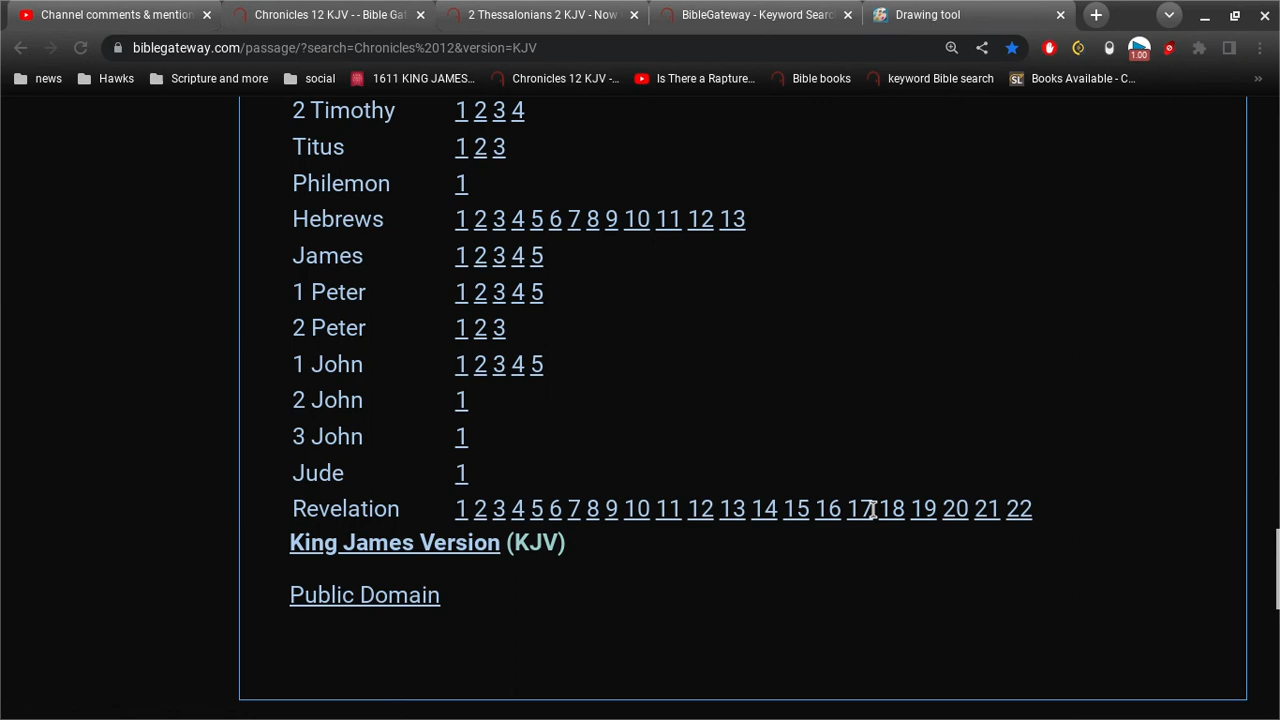 Channel comments & mention
Chronicles 12 KJV - - Bible Gat
2 Thessalonians 2 KJV - Now
BibleGateway - Keyword Searc
Drawing tool
biblegateway.com/passage/?search=Chronicles%2012&version=KJV
1.00
news
Hawks
Scripture and more
social
1611 KING JAMES...
Chronicles 12 KJV -...
Is There a Rapture...
Bible books
keyword Bible search
SL Books Available - C...
»
2 Timothy 1 2 3 4
Titus 1 2 3
Philemon 1
Hebrews 1 2 3 4 5 6 7 8 9 10 11 12 13
James 1 2 3 4 5
1 Peter 1 2 3 4 5
2 Peter 1 2 3
1 John 1 2 3 4 5
2 John 1
3 John 1
Jude 1
Revelation 1 2 3 4 5 6 7 8 9 10 11 12 13 14 15 16 17 18 19 20 21 22
King James Version (KJV)
Public Domain